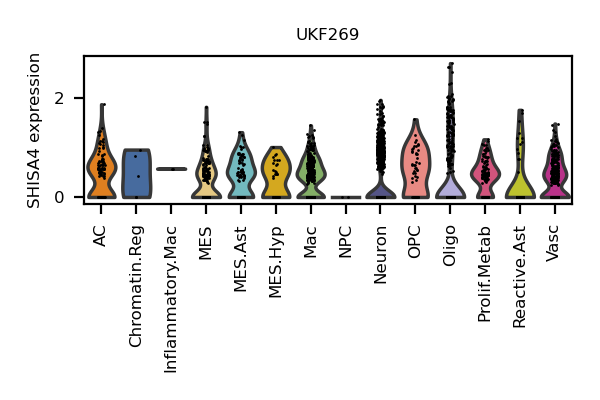 UKF269
SHISA4 expression
2
0
AC
Chromatin.Reg
Inflammatory.Mac
MES
MES.Ast
MES.Hyp
Mac
NPC
Neuron
OPC
Oligo
Prolif.Metab
Reactive.Ast
Vasc